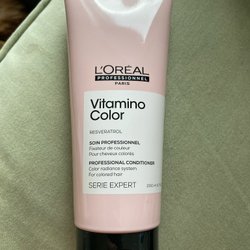 L'ORÉAL
PROFESSIONNEL
PARIS
Vitamino
Color
RESVERATROL
SOIN PROFESSIONNEL
Fixateur de couleur
Pour cheveux colorés
PROFESSIONAL CONDITIONER
Color radiance system
For colored hair
SERIE EXPERT